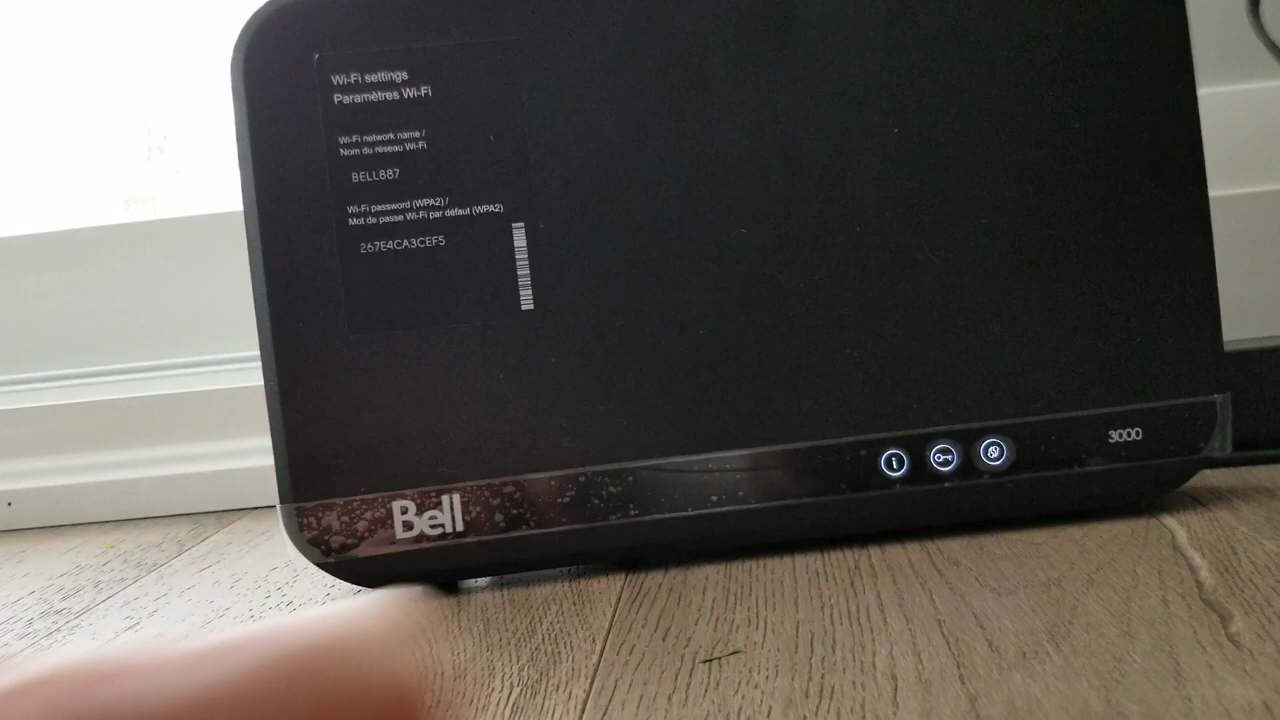 Wi-Fi settings
Paramètres Wi-Fi
Wi-Fi network name /
Nom du réseau Wi-Fi
BELL887
Wi-Fi password (WPA2) /
Mot de passe Wi-Fi par défaut (WPA2)
267E4CA3CEF5
i
3000
Bell